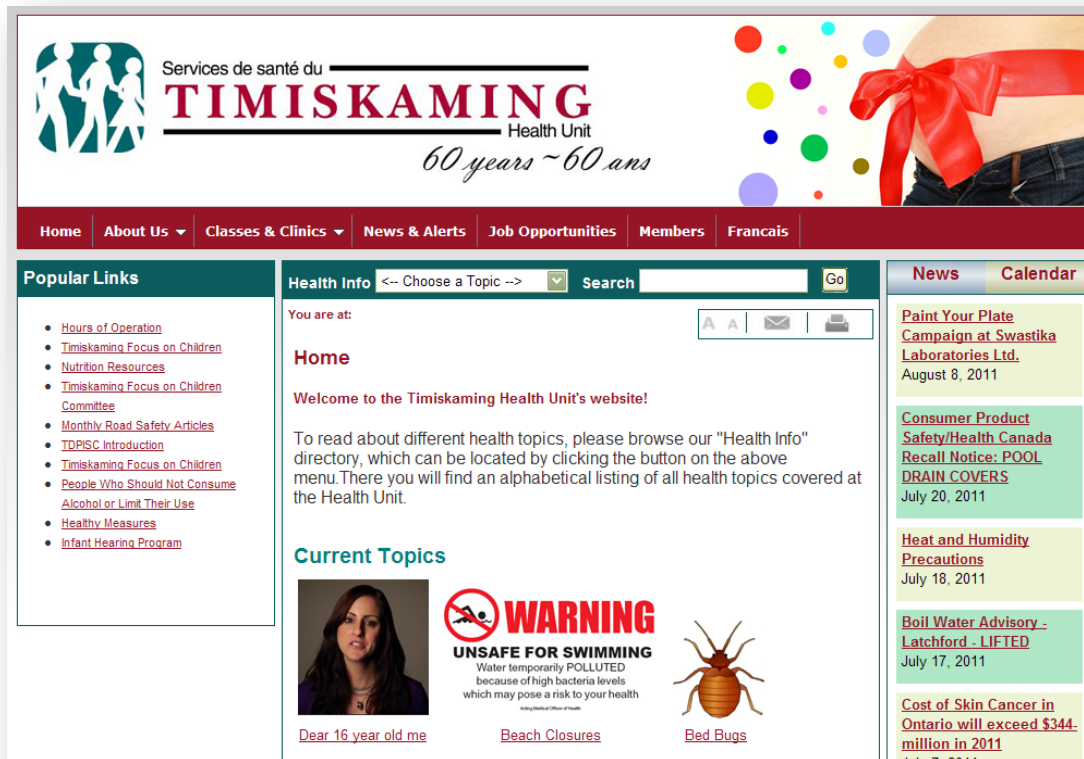 Services de santé du
TIMISKAMING
Health Unit
60 years ~ 60 ans
Home
About Us
Classes & Clinics
News & Alerts
Job Opportunities
Members
Francais
Popular Links
Hours of Operation
Timiskaming Focus on Children
Nutrition Resources
Timiskaming Focus on Children
Committee
Monthly Road Safety Articles
TDPISC Introduction
Timiskaming Focus on Children
People Who Should Not Consume
Alcohol or Limit Their Use
Healthy Measures
Infant Hearing Program
Health Info
<-- Choose a Topic -->
Search
Go
You are at:
A A
Home
Welcome to the Timiskaming Health Unit's website!
To read about different health topics, please browse our "Health Info"
directory, which can be located by clicking the button on the above
menu.There you will find an alphabetical listing of all health topics covered at
the Health Unit.
Current Topics
WARNING
UNSAFE FOR SWIMMING
Water temporarily POLLUTED
because of high bacteria levels
which may pose a risk to your health
Acting Medical Officer of Health
Dear 16 year old me
Beach Closures
Bed Bugs
News
Calendar
Paint Your Plate
Campaign at Swastika
Laboratories Ltd.
August 8, 2011
Consumer Product
Safety/Health Canada
Recall Notice: POOL
DRAIN COVERS
July 20, 2011
Heat and Humidity
Precautions
July 18, 2011
Boil Water Advisory -
Latchford - LIFTED
July 17, 2011
Cost of Skin Cancer in
Ontario will exceed $344-
million in 2011